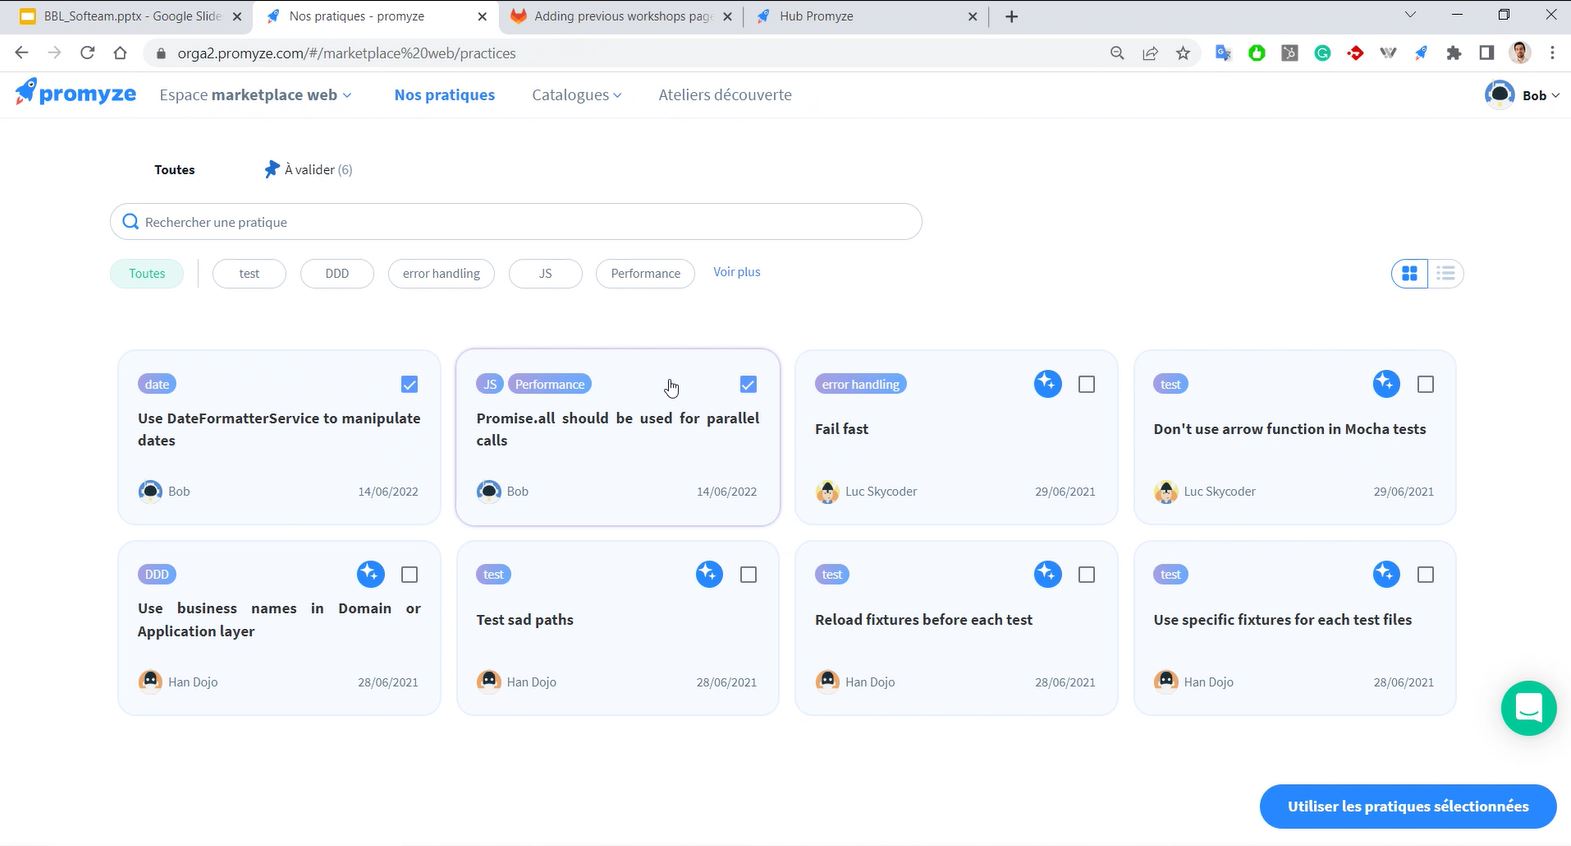 BBL_Softeam.pptx - Google Slide
Nos pratiques - promyze
Adding previous workshops page
Hub Promyze
orga2.promyze.com/#/marketplace%20web/practices
promyze
Espace marketplace web
Nos pratiques
Catalogues
Ateliers découverte
Bob
Toutes
À valider (6)
Rechercher une pratique
Toutes
test
DDD
error handling
JS
Performance
Voir plus
date
Use DateFormatterService to manipulate
dates
Bob
14/06/2022
JS
Performance
Promise.all should be used for parallel
calls
Bob
14/06/2022
error handling
Fail fast
Luc Skycoder
29/06/2021
test
Don't use arrow function in Mocha tests
Luc Skycoder
29/06/2021
DDD
Use business names in Domain or
Application layer
Han Dojo
28/06/2021
test
Test sad paths
Han Dojo
28/06/2021
test
Reload fixtures before each test
Han Dojo
28/06/2021
test
Use specific fixtures for each test files
Han Dojo
28/06/2021
Utiliser les pratiques sélectionnées